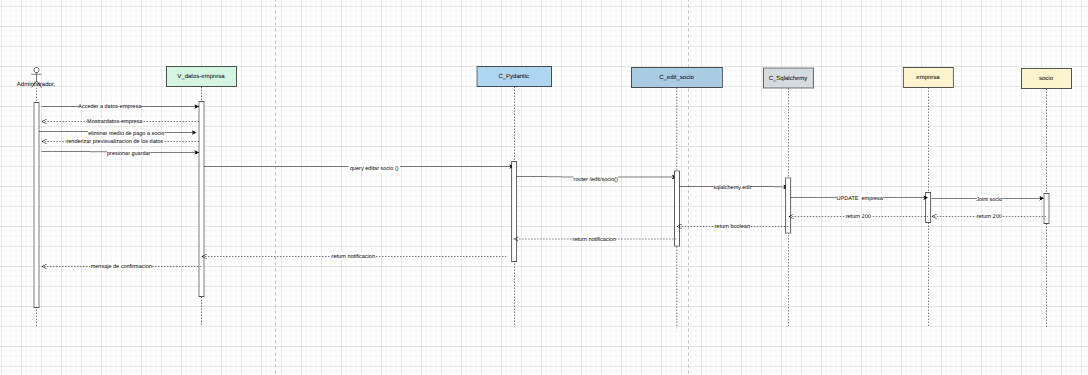 Administrador,
V_datos-empresa
C_Pydantic
C_edit_socio
C_Sqlalchemy
empresa
socio
Acceder a datos empresa
Mostrardatos empresa
eliminar medio de pago a socio
renderizar previsualizacion de los datos
presionar guardar
query editar socio ()
router /edit/socio()
sqlalchemy.edit
UPDATE empresa
Joint socio
return 200
return 200
return boolean
return notificacion
return notificacion
mensaje de confirmacion